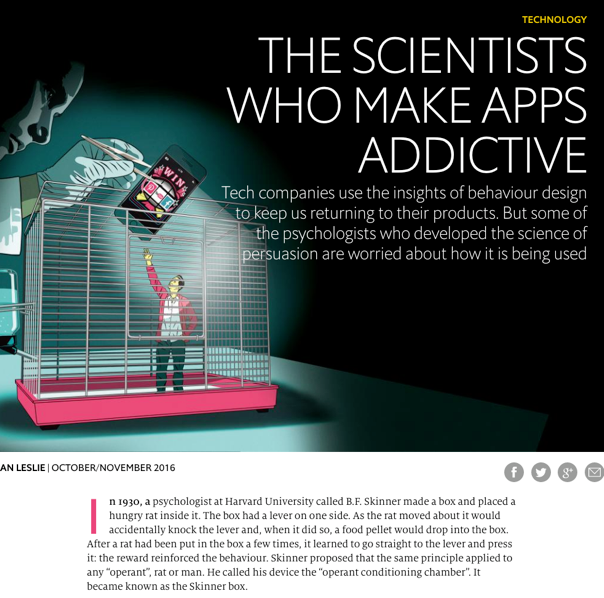 TECHNOLOGY
THE SCIENTISTS
WHO MAKE APPS
ADDICTIVE
Tech companies use the insights of behaviour design
to keep us returning to their products. But some of
the psychologists who developed the science of
persuasion are worried about how it is being used
WIN
AN LESLIE | OCTOBER/NOVEMBER 2016
In 1930, a psychologist at Harvard University called B.F. Skinner made a box and placed a
hungry rat inside it. The box had a lever on one side. As the rat moved about it would
accidentally knock the lever and, when it did so, a food pellet would drop into the box.
After a rat had been put in the box a few times, it learned to go straight to the lever and press
it: the reward reinforced the behaviour. Skinner proposed that the same principle applied to
any “operant”, rat or man. He called his device the “operant conditioning chamber”. It
became known as the Skinner box.